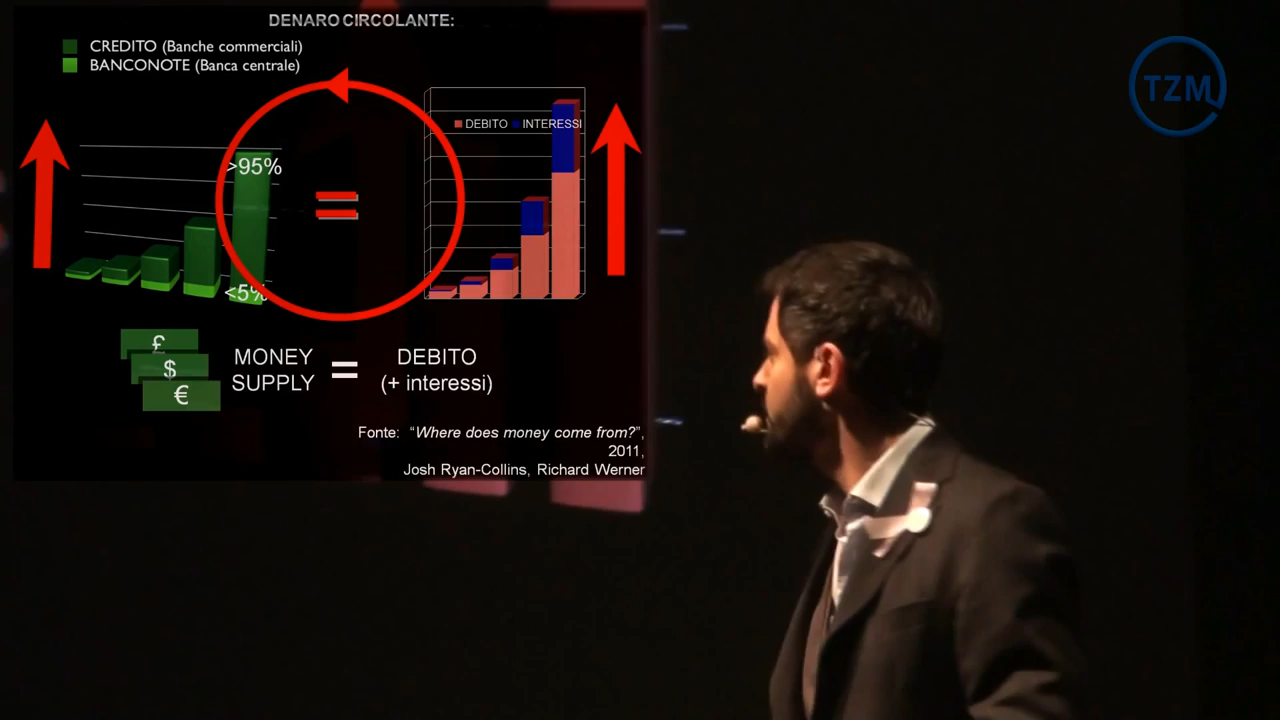 DENARO CIRCOLANTE:
CREDITO (Banche commerciali)
BANCONOTE (Banca centrale)
TZM
>95%
DEBITO INTERESSI
=
<5%
£
$
€
MONEY SUPPLY = DEBITO (+ interessi)
Fonte: “Where does money come from?”,
2011,
Josh Ryan-Collins, Richard Werner